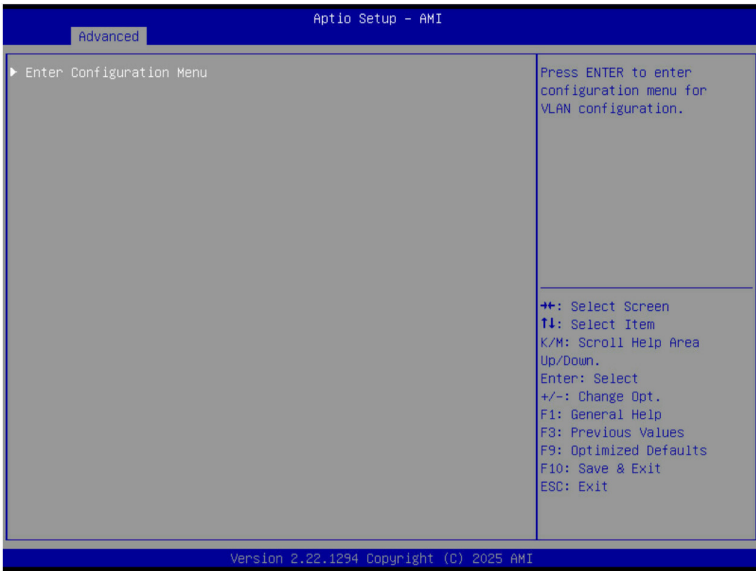 Aptio Setup – AMI
Advanced
▶ Enter Configuration Menu
Press ENTER to enter
configuration menu for
VLAN configuration.
→←: Select Screen
↑↓: Select Item
K/M: Scroll Help Area
Up/Down.
Enter: Select
+/-: Change Opt.
F1: General Help
F3: Previous Values
F9: Optimized Defaults
F10: Save & Exit
ESC: Exit
Version 2.22.1294 Copyright (C) 2025 AMI